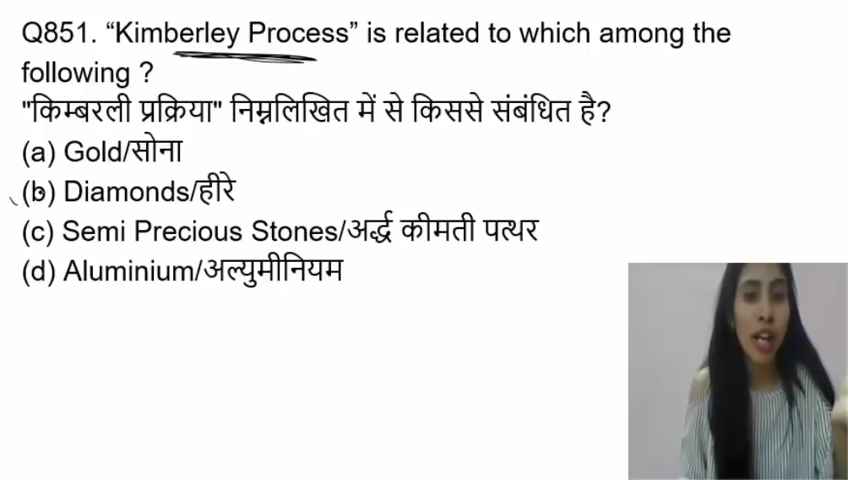 Q851. “Kimberley Process” is related to which among the
following ?
"किम्बरली प्रक्रिया" निम्नलिखित में से किससे संबंधित है?
(a) Gold/सोना
(b) Diamonds/हीरे
(c) Semi Precious Stones/अर्द्ध कीमती पत्थर
(d) Aluminium/अल्युमीनियम